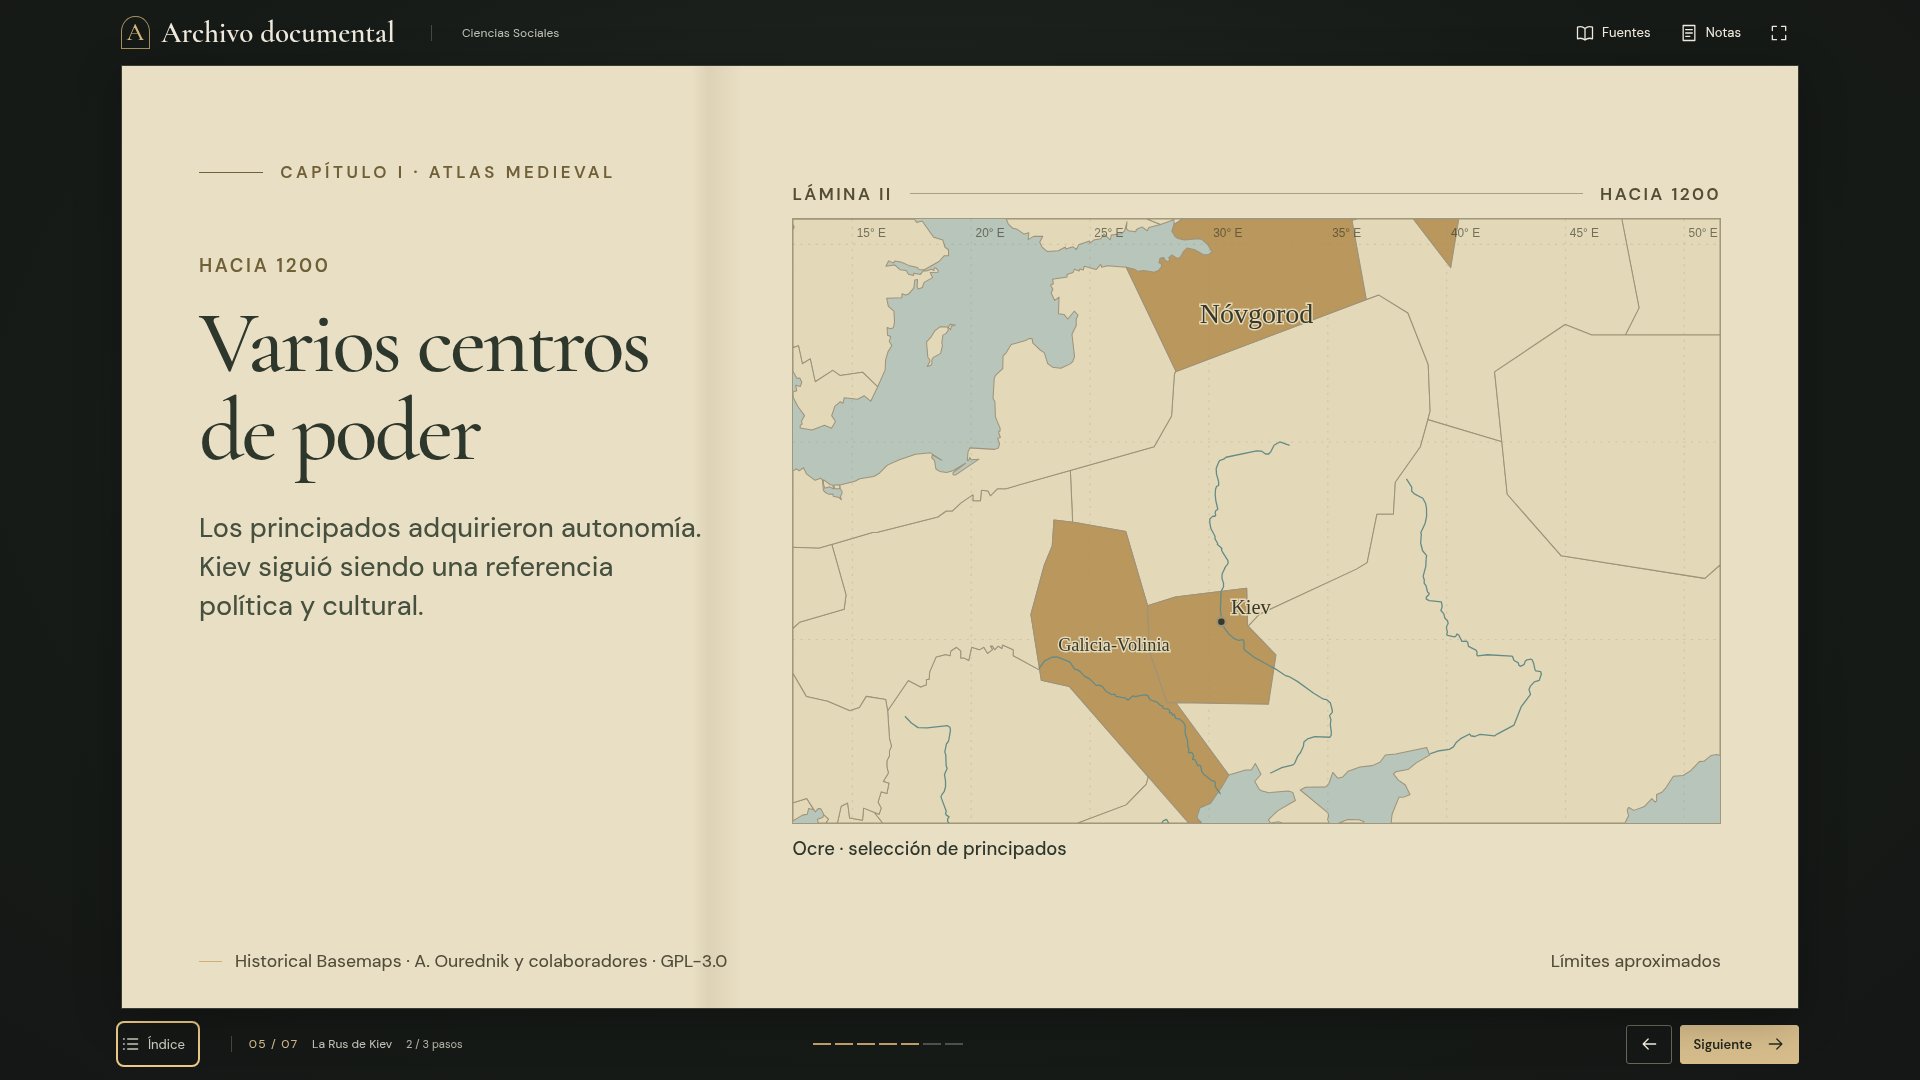 A Archivo documental
Ciencias Sociales
Fuentes
Notas
CAPÍTULO I · ATLAS MEDIEVAL
HACIA 1200
Varios centros
de poder
Los principados adquirieron autonomía.
Kiev siguió siendo una referencia
política y cultural.
LÁMINA II
HACIA 1200
15° E 20° E 25° E 30° E 35° E 40° E 45° E 50° E
Nóvgorod
Kiev
Galicia-Volinia
Ocre · selección de principados
Historical Basemaps · A. Ourednik y colaboradores · GPL-3.0
Límites aproximados
Índice
05 / 07 La Rus de Kiev 2 / 3 pasos
Siguiente